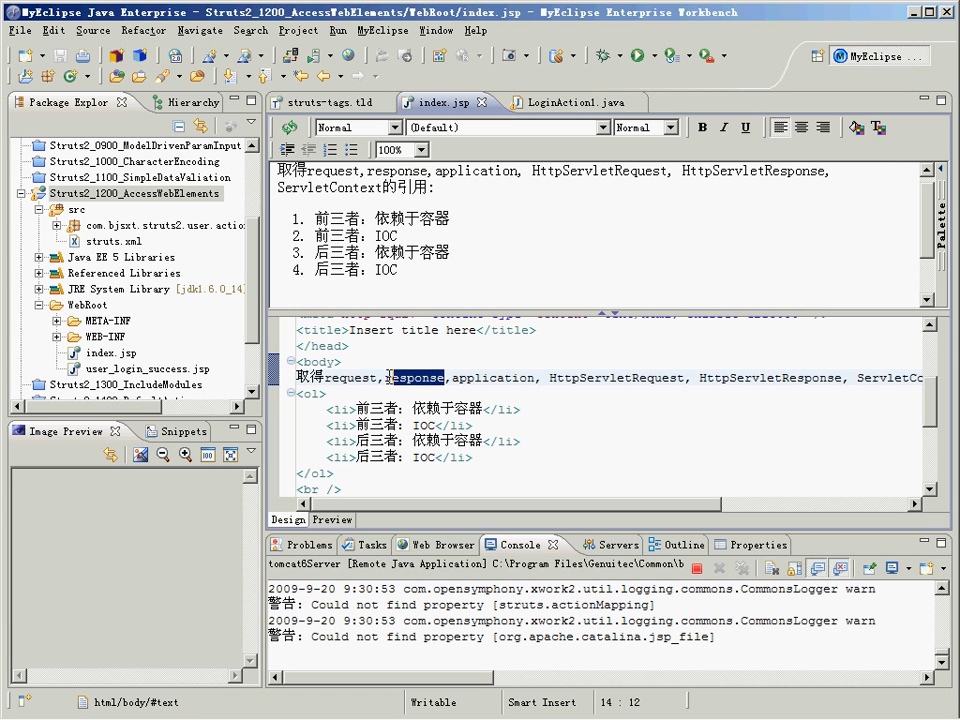 MyEclipse Java Enterprise - Struts2_1200_AccessWebElements/WebRoot/index.jsp - MyEclipse Enterprise Workbench
File Edit Source Refactor Navigate Search Project Run MyEclipse Window Help
MyEclipse ...
Package Explor
Hierarchy
Struts2_0900_ModelDrivenParamInput
Struts2_1000_CharacterEncoding
Struts2_1100_SimpleDataValiation
Struts2_1200_AccessWebElements
src
com.bjsxt.struts2.user.action
struts.xml
Java EE 5 Libraries
Referenced Libraries
JRE System Library [jdk1.6.0_14]
WebRoot
META-INF
WEB-INF
index.jsp
user_login_success.jsp
Struts2_1300_IncludeModules
Image Preview
Snippets
struts-tags.tld
index.jsp
LoginAction1.java
Normal (Default) Normal B I U
100%
取得request,response,application, HttpServletRequest, HttpServletResponse,
ServletContext的引用:
1. 前三者：依赖于容器
2. 前三者：IOC
3. 后三者：依赖于容器
4. 后三者：IOC
Palette
<title>Insert title here</title>
</head>
<body>
取得request,response,application, HttpServletRequest, HttpServletResponse, ServletCo
<ol>
<li>前三者：依赖于容器</li>
<li>前三者：IOC</li>
<li>后三者：依赖于容器</li>
<li>后三者：IOC</li>
</ol>
<br />
Design Preview
Problems Tasks Web Browser Console Servers Outline Properties
tomcat6Server [Remote Java Application] C:\Program Files\Genuitec\Common\b
2009-9-20 9:30:53 com.opensymphony.xwork2.util.logging.commons.CommonsLogger warn
警告: Could not find property [struts.actionMapping]
2009-9-20 9:30:53 com.opensymphony.xwork2.util.logging.commons.CommonsLogger warn
警告: Could not find property [org.apache.catalina.jsp_file]
html/body/#text
Writable
Smart Insert
14 : 12